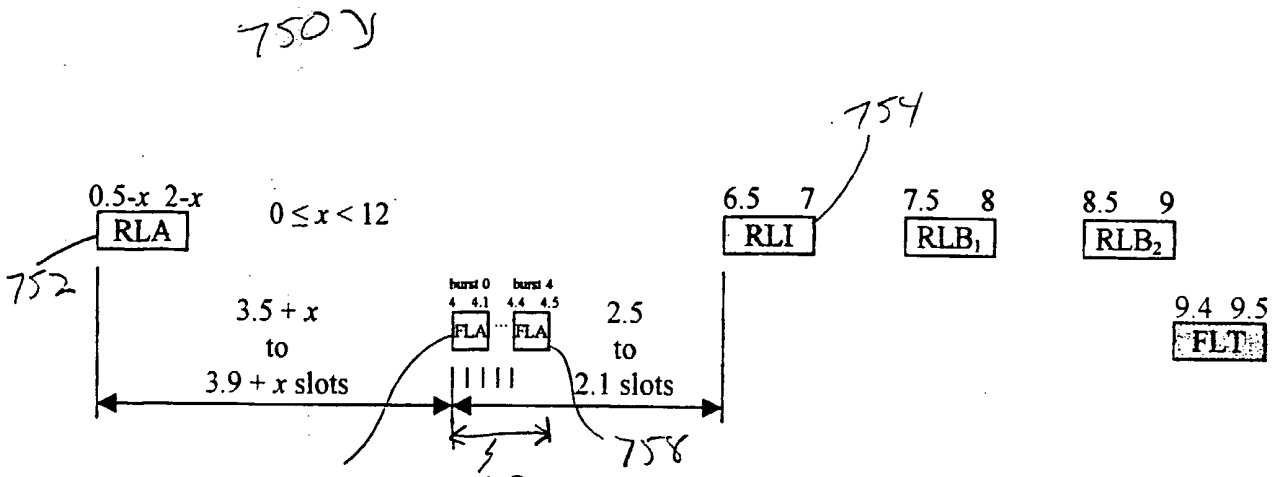 750
754
0.5-x 2-x
0 ≤ x < 12
6.5 7
7.5 8
8.5 9
RLA
RLI
RLB₁
RLB₂
752
burst 0 burst 4
4 4.1 4.4 4.5
FLA ... FLA
3.5 + x
to
3.9 + x slots
2.5
to
2.1 slots
9.4 9.5
FLT
758